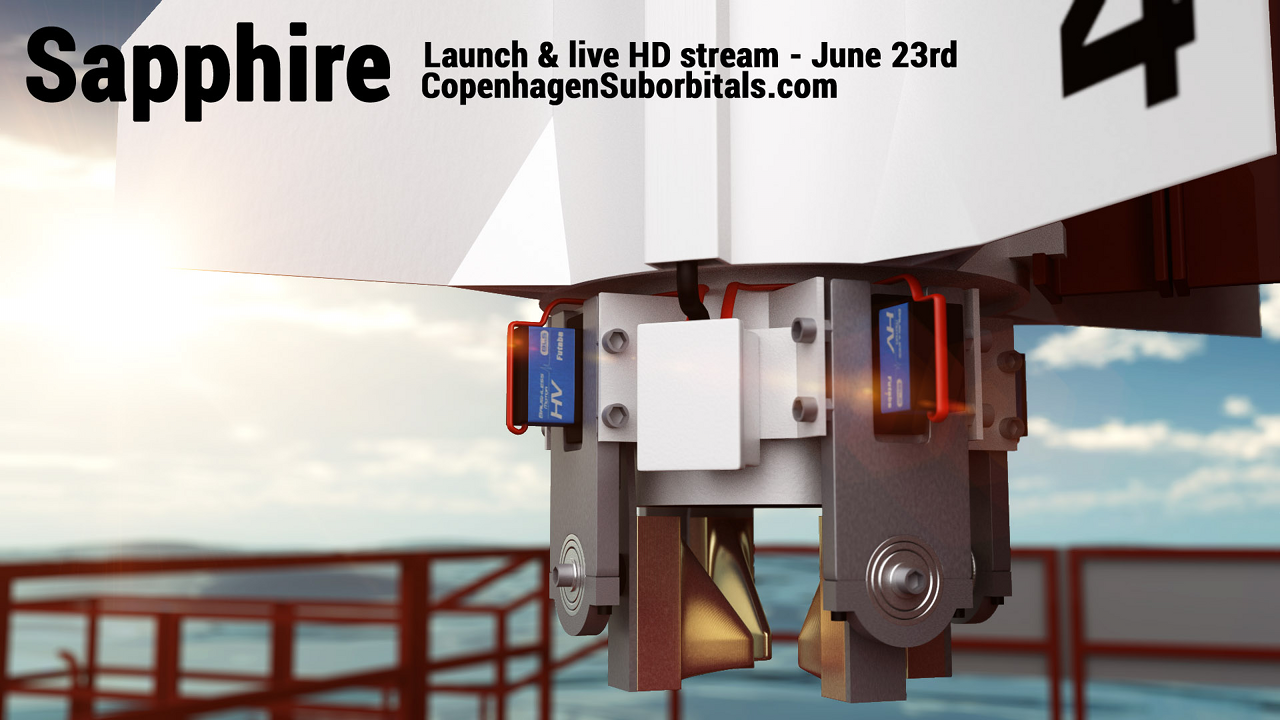 Sapphire
Launch & live HD stream - June 23rd
CopenhagenSuborbitals.com
4
HV
Futaba
HV
Futaba